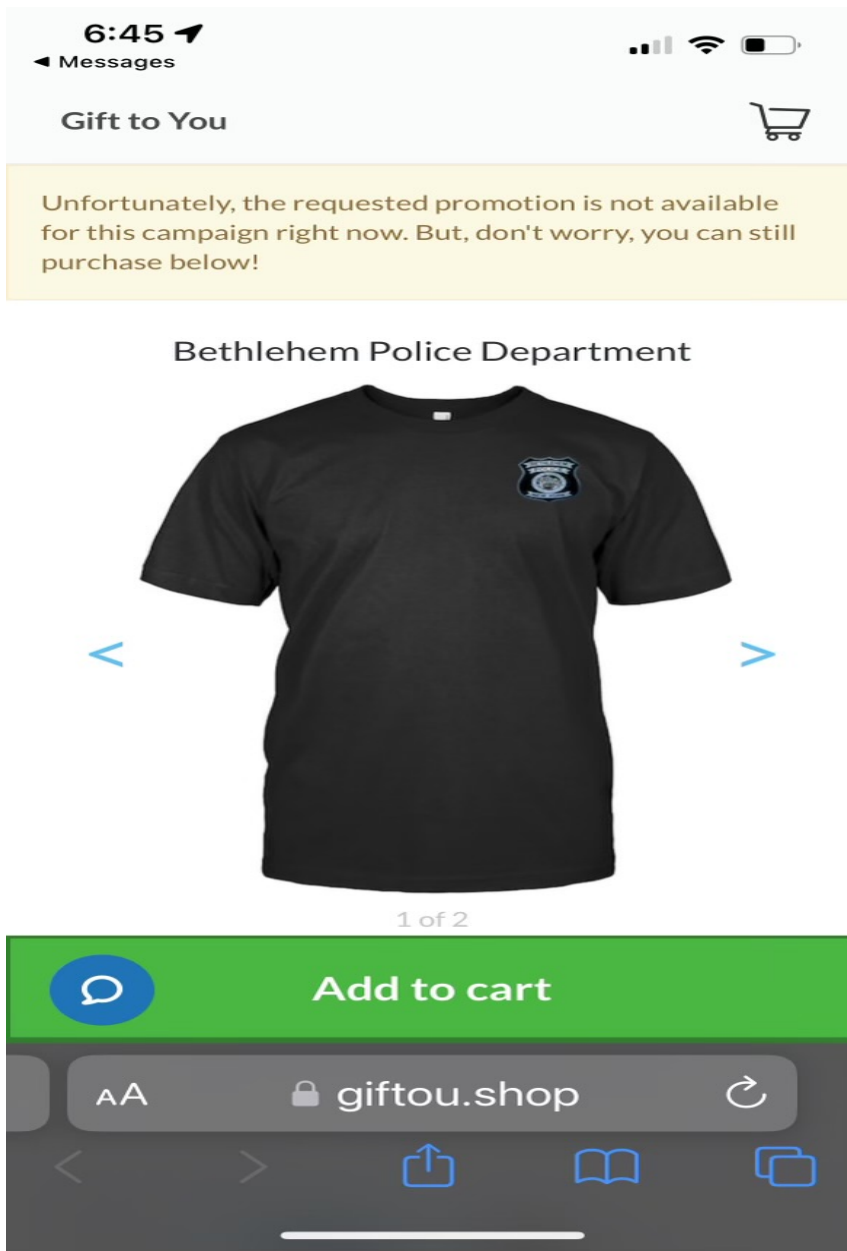 6:45
Messages
Gift to You
Unfortunately, the requested promotion is not available
for this campaign right now. But, don't worry, you can still
purchase below!
Bethlehem Police Department
<
>
1 of 2
Add to cart
AA
giftou.shop